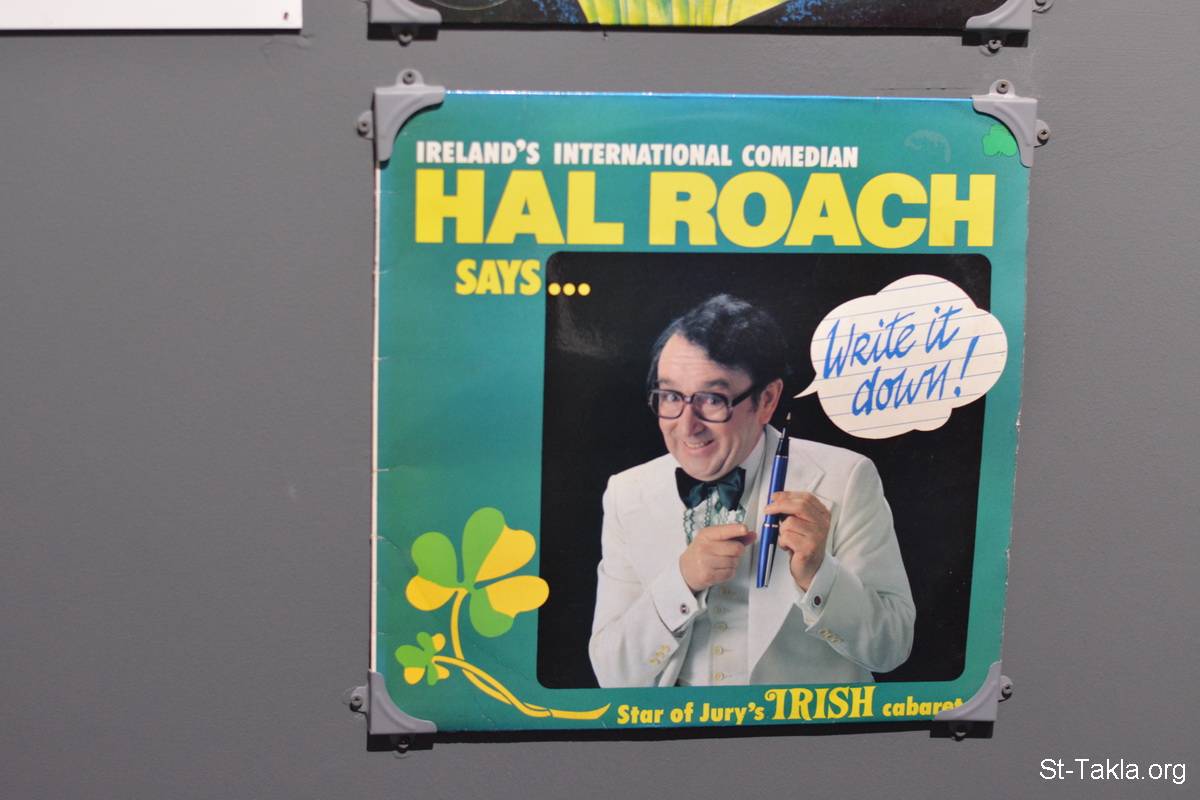 IRELAND'S INTERNATIONAL COMEDIAN
HAL ROACH
SAYS...
Write it
down!
Star of Jury's IRISH cabaret
St-Takla.org